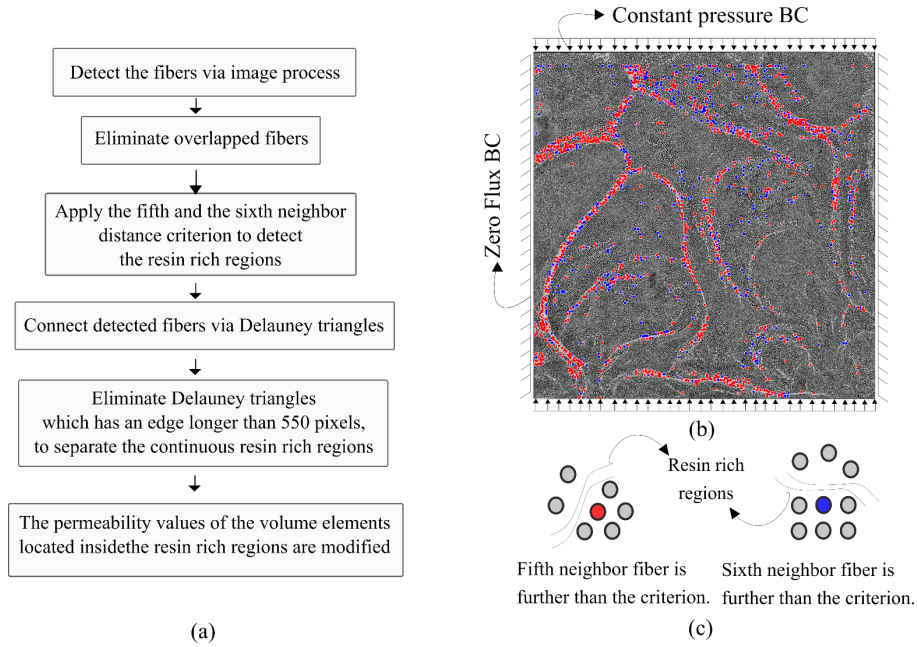 Detect the fibers via image process
Eliminate overlapped fibers
Apply the fifth and the sixth neighbor
distance criterion to detect
the resin rich regions
Connect detected fibers via Delauney triangles
Eliminate Delauney triangles
which has an edge longer than 550 pixels,
to separate the continuous resin rich regions
The permeability values of the volume elements
located insidethe resin rich regions are modified
(a)
Constant pressure BC
Zero Flux BC
(b)
Resin rich
regions
Fifth neighbor fiber is
further than the criterion.
Sixth neighbor fiber is
further than the criterion.
(c)